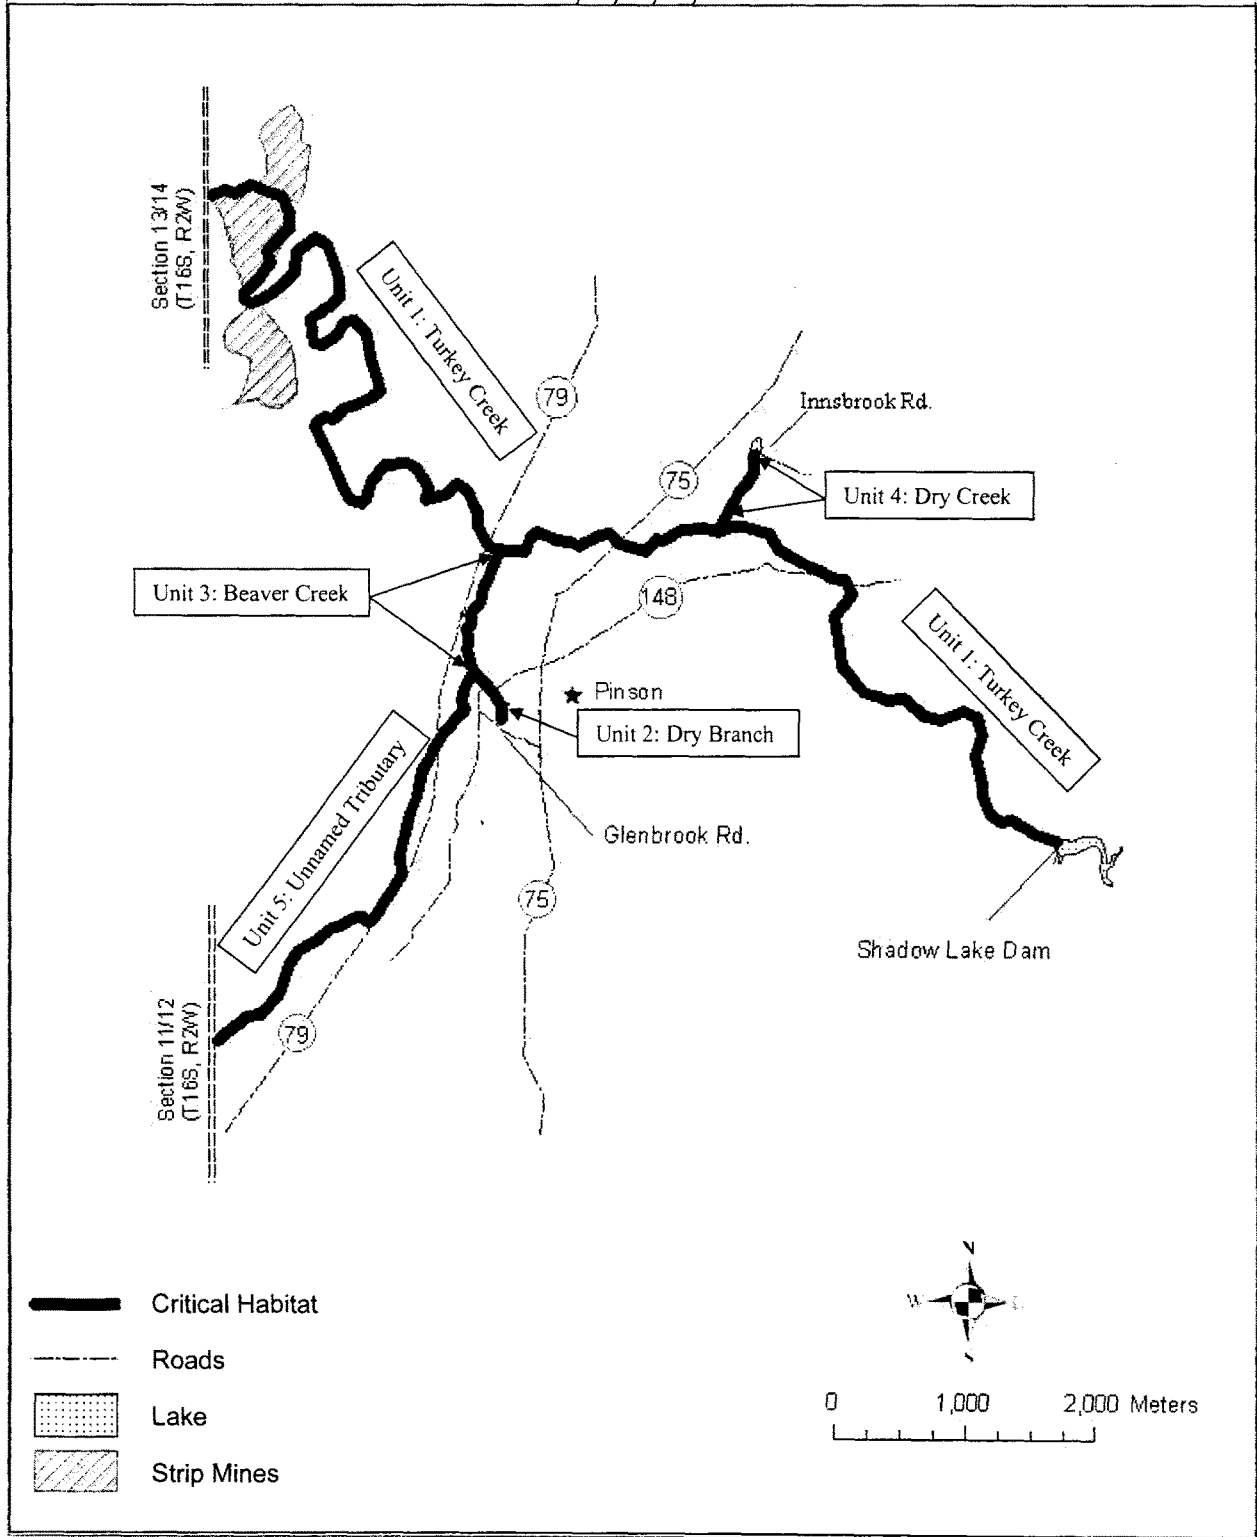 Section 13/14
(T16S, R2W)
Unit 1: Turkey Creek
79
Innsbrook Rd.
75
Unit 4: Dry Creek
Unit 3: Beaver Creek
148
Pinson
Unit 2: Dry Branch
Unit 1: Turkey Creek
Unit 5: Unnamed Tributary
Glenbrook Rd.
75
Shadow Lake Dam
Section 11/12
(T16S, R2W)
79
N
W
S
Critical Habitat
Roads
Lake
Strip Mines
0 1,000 2,000 Meters